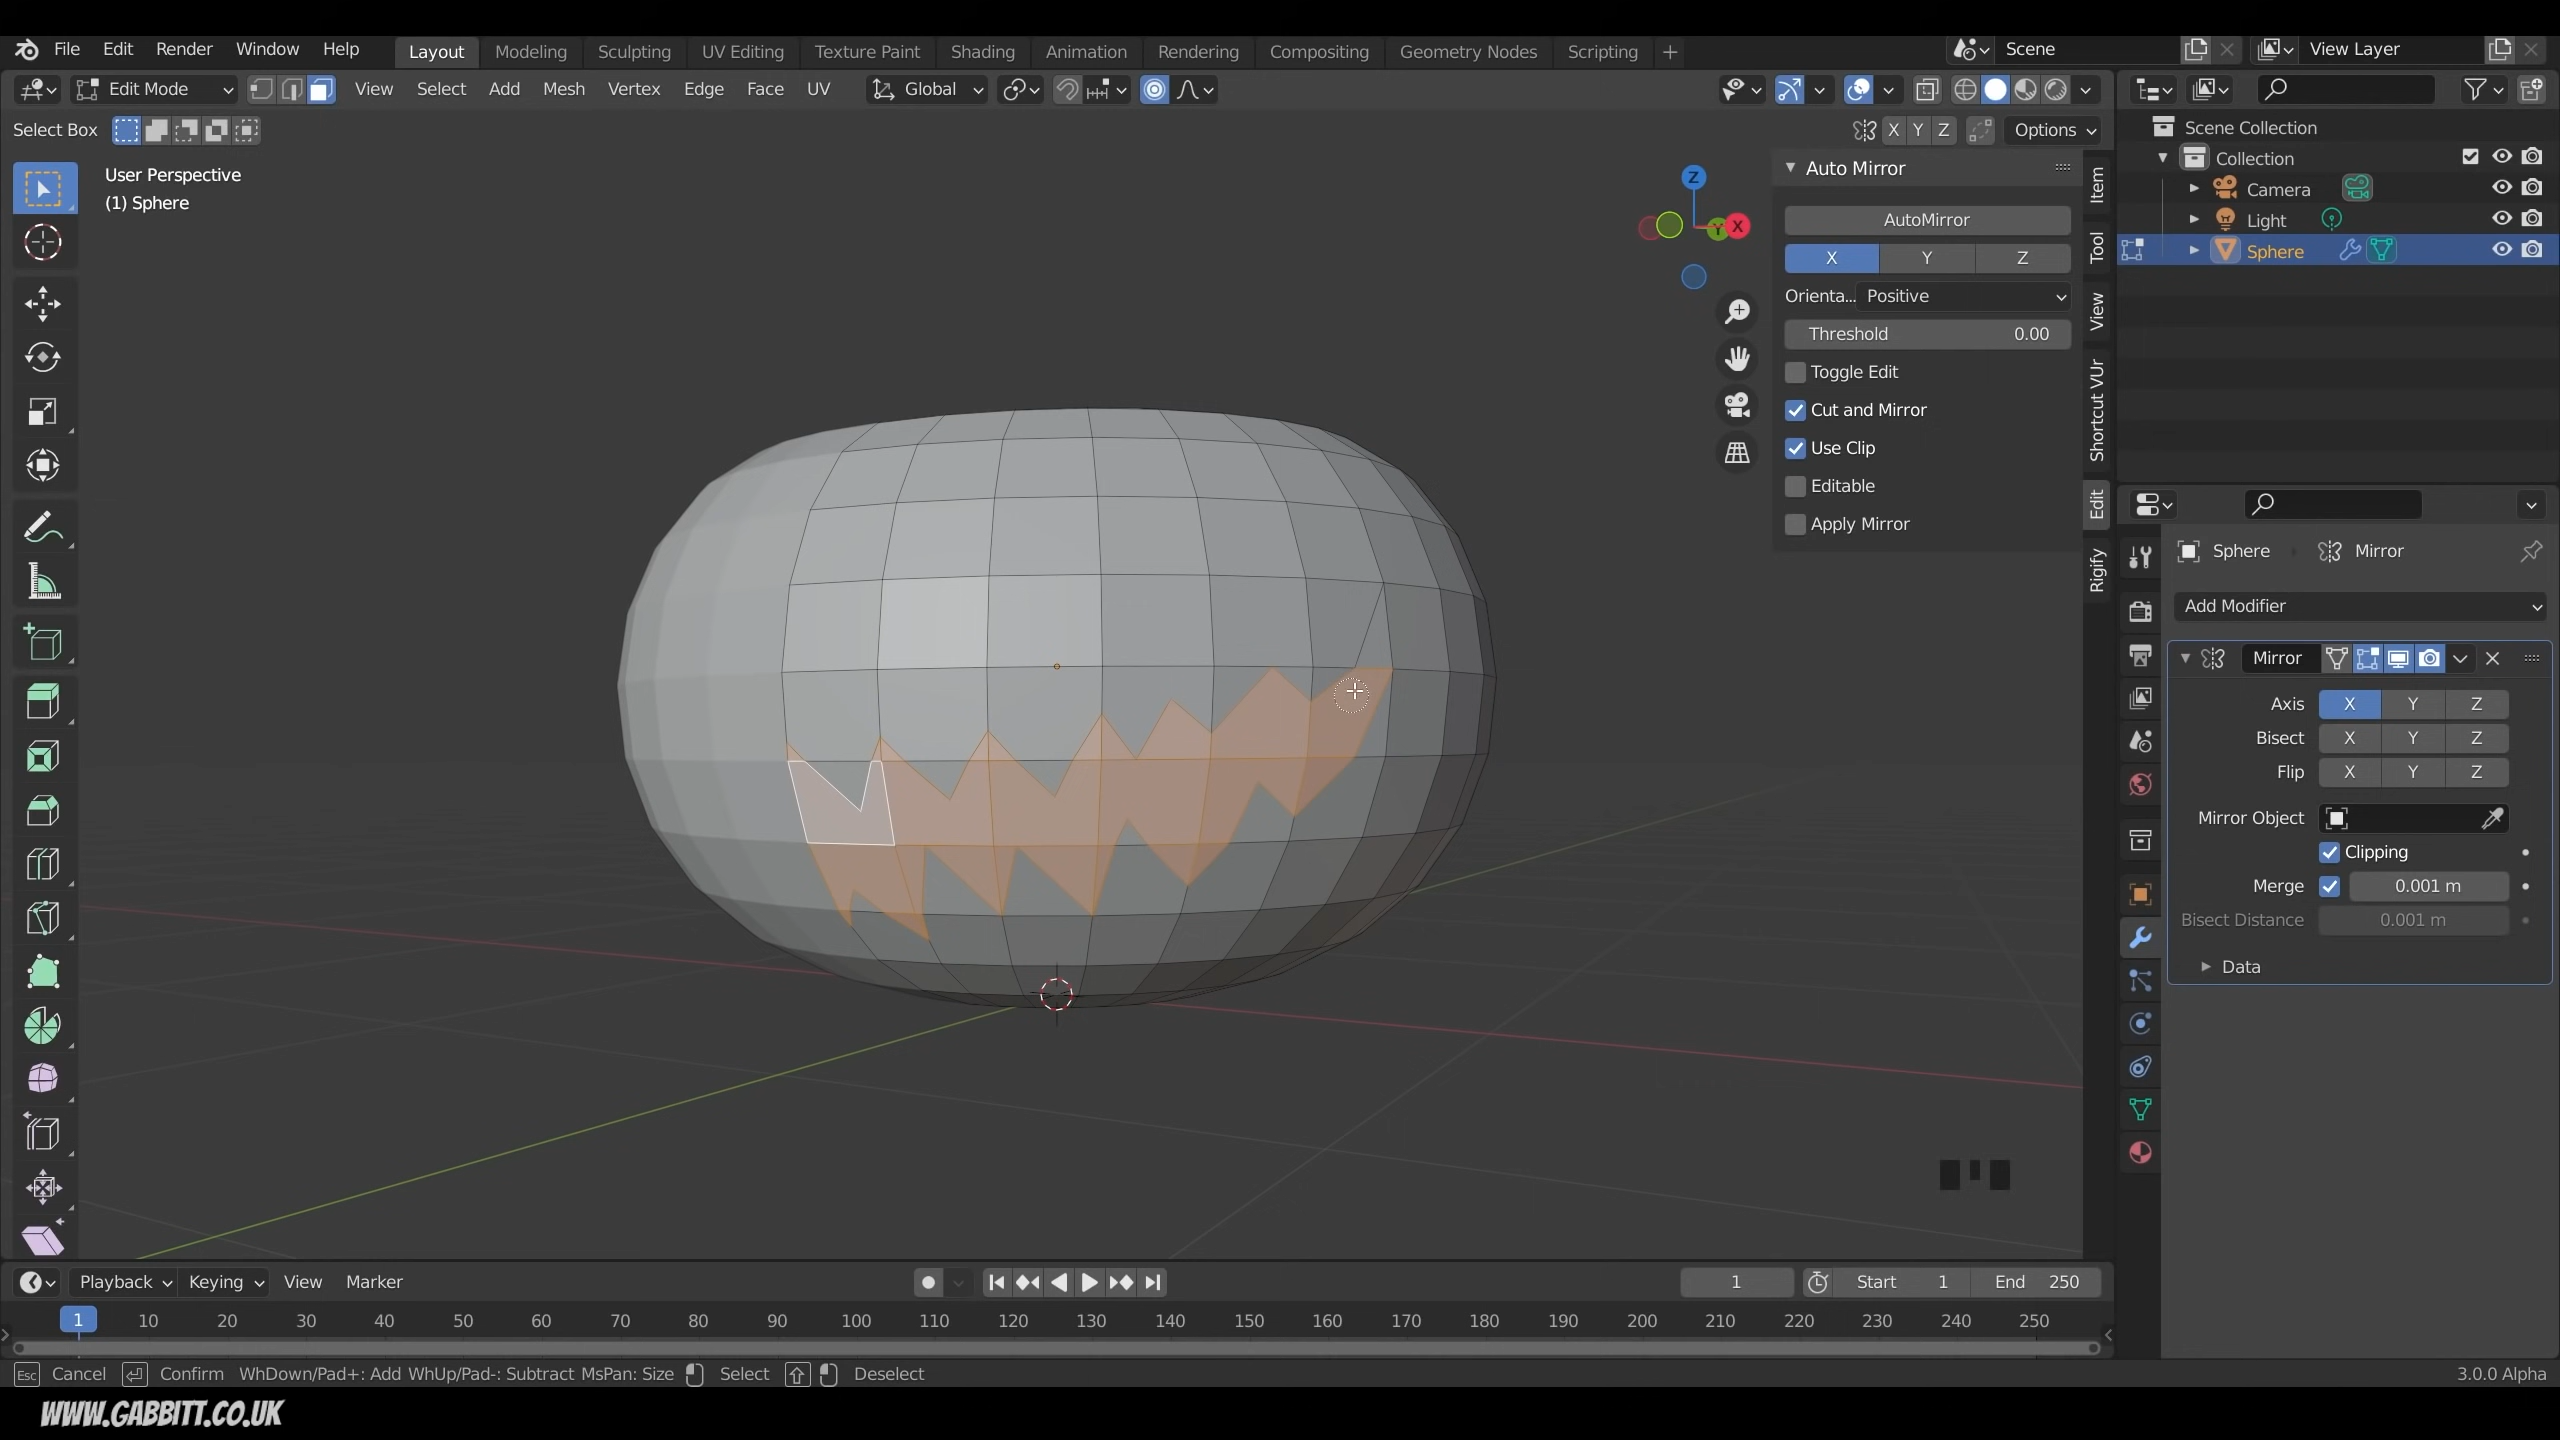 File Edit Render Window Help Layout Modeling Sculpting UV Editing Texture Paint Shading Animation Rendering Compositing Geometry Nodes Scripting + Scene View Layer
Edit Mode View Select Add Mesh Vertex Edge Face UV Global
Select Box X Y Z Options
User Perspective
(1) Sphere
Z
Y
X
Auto Mirror
AutoMirror
X Y Z
Orienta... Positive
Threshold 0.00
Toggle Edit
Cut and Mirror
Use Clip
Editable
Apply Mirror
Item
Tool
View
Shortcut VUr
Edit
Rigify
Scene Collection
Collection
Camera
Light
Sphere
Sphere Mirror
Add Modifier
Mirror
Axis X Y Z
Bisect X Y Z
Flip X Y Z
Mirror Object
Clipping
Merge 0.001 m
Bisect Distance 0.001 m
Data
Playback Keying View Marker 1 Start 1 End 250
1 10 20 30 40 50 60 70 80 90 100 110 120 130 140 150 160 170 180 190 200 210 220 230 240 250
Esc Cancel Confirm WhDown/Pad+: Add WhUp/Pad-: Subtract MsPan: Size Select Deselect 3.0.0 Alpha
WWW.GABBITT.CO.UK